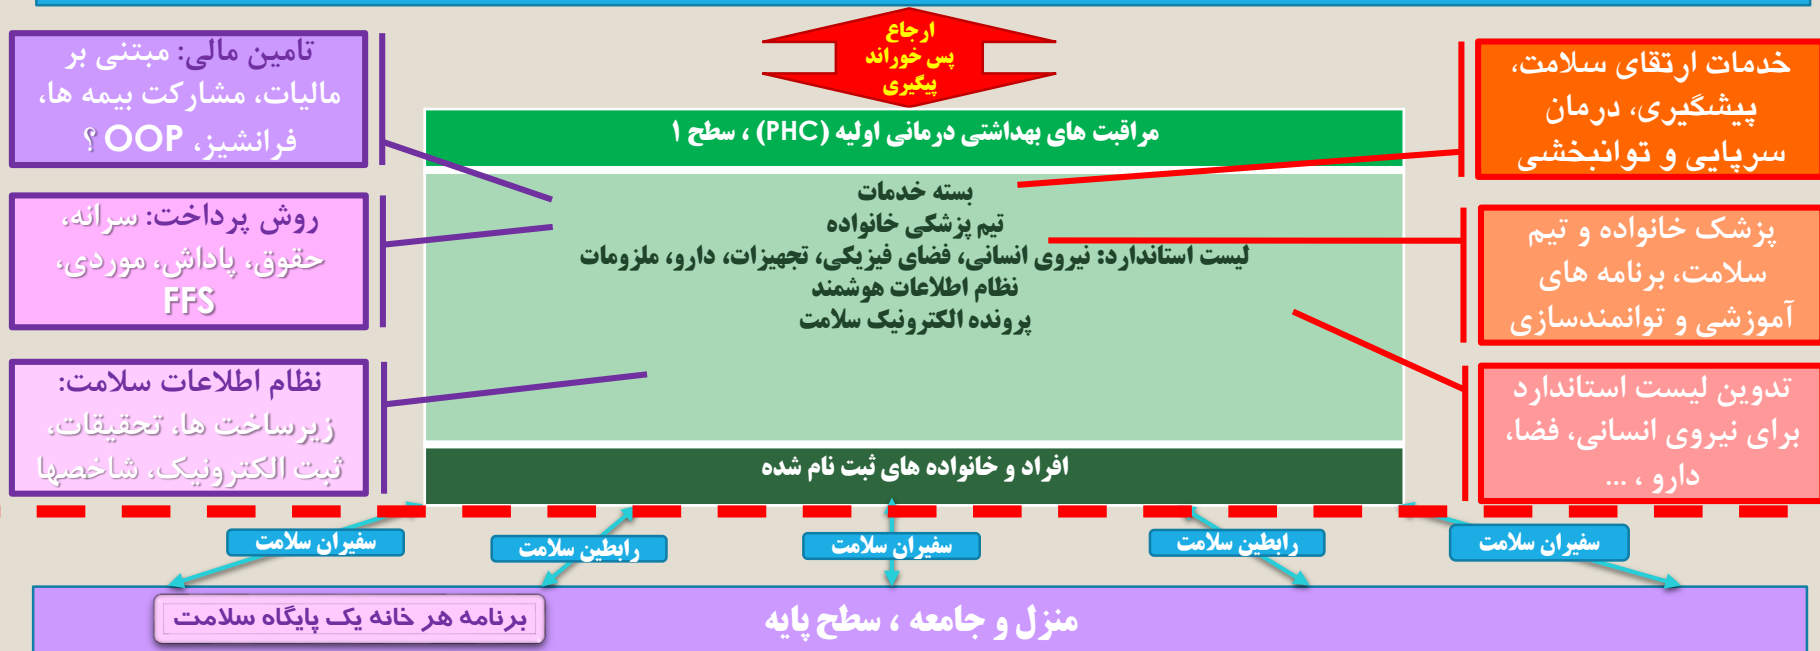 ارجاع
پس خوراند
پیگیری
مراقبت های بهداشتی درمانی اولیه (PHC) ، سطح ۱
خدمات ارتقای سلامت،
پیشگیری، درمان
سرپایی و توانبخشی
پزشک خانواده و تیم
سلامت، برنامه های
آموزشی و توانمندسازی
تدوین لیست استاندارد
برای نیروی انسانی، فضا،
دارو ، ...
بسته خدمات
تیم پزشکی خانواده
لیست استاندارد: نیروی انسانی، فضای فیزیکی، تجهیزات، دارو، ملزومات
نظام اطلاعات هوشمند
پرونده الکترونیک سلامت
افراد و خانواده های ثبت نام شده
تامین مالی: مبتنی بر
مالیات، مشارکت بیمه ها،
فرانشیز، OOP ؟
روش پرداخت: سرانه،
حقوق، پاداش، موردی،
FFS
نظام اطلاعات سلامت:
زیرساخت ها، تحقیقات،
ثبت الکترونیک، شاخصها
سفیران سلامت
رابطین سلامت
سفیران سلامت
رابطین سلامت
سفیران سلامت
منزل و جامعه ، سطح پایه
برنامه هر خانه یک پایگاه سلامت